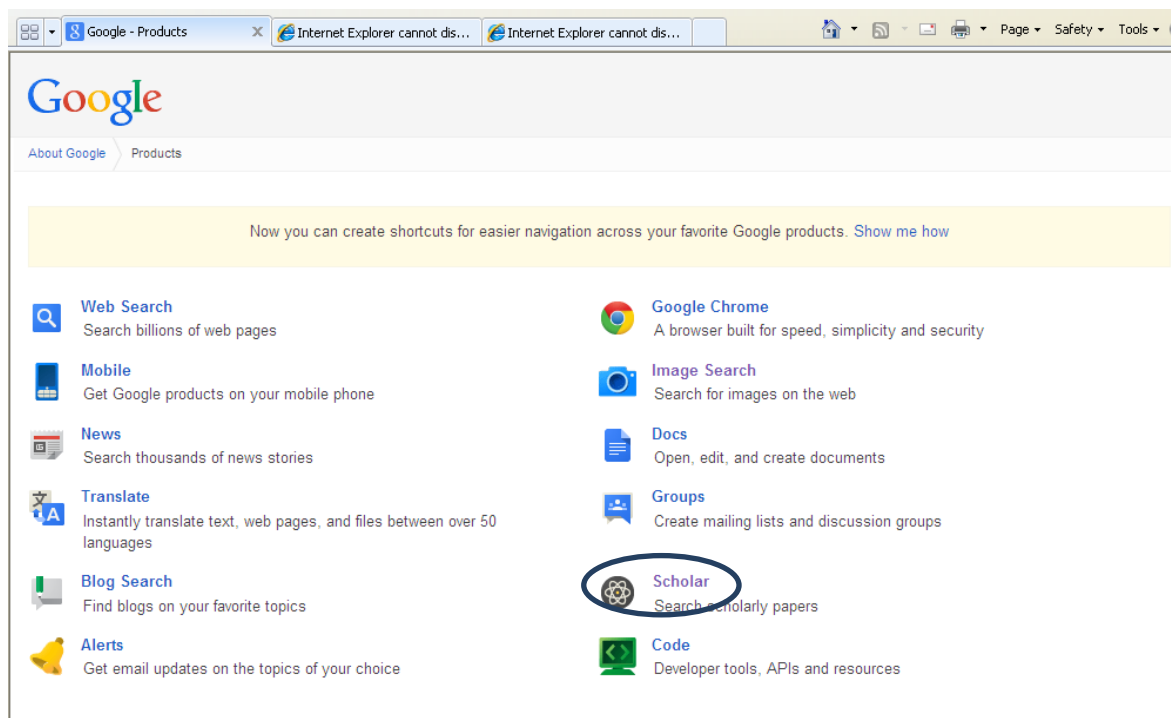 Google - Products
Internet Explorer cannot dis...
Internet Explorer cannot dis...
Page
Safety
Tools
Google
About Google
Products
Now you can create shortcuts for easier navigation across your favorite Google products. Show me how
Web Search
Search billions of web pages
Google Chrome
A browser built for speed, simplicity and security
Mobile
Get Google products on your mobile phone
Image Search
Search for images on the web
News
Search thousands of news stories
Docs
Open, edit, and create documents
Translate
Instantly translate text, web pages, and files between over 50
languages
Groups
Create mailing lists and discussion groups
Blog Search
Find blogs on your favorite topics
Scholar
Search scholarly papers
Alerts
Get email updates on the topics of your choice
Code
Developer tools, APIs and resources